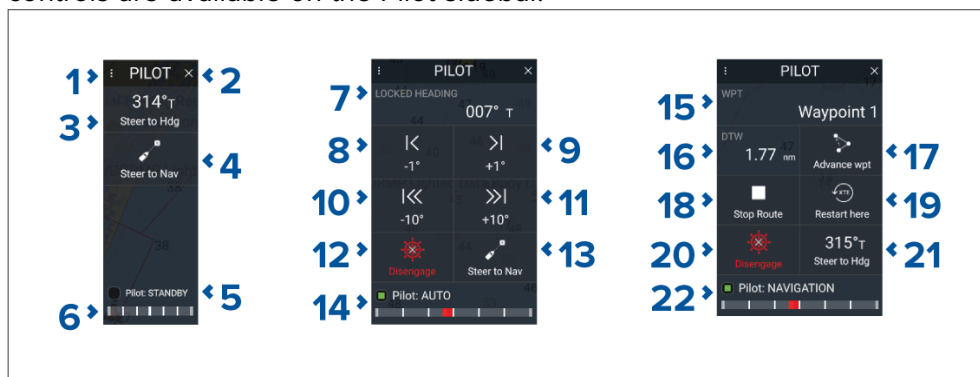 controls are available on the Pilot sidebar.
1 PILOT 2
314°T
3 Steer to Hdg
4 Steer to Nav
38
5 Pilot: STANDBY
6
PILOT
7 LOCKED HEADING
007° T
44
8 -1°
9 +1°
10 -10°
11 +10°
12 Disengage
13 Steer to Nav
14 Pilot: AUTO
PILOT
WPT
15 Waypoint 1
DTW
16 1.77 nm
17 Advance wpt
18 Stop Route
XTE
19 Restart here
20 Disengage
315°T
21 Steer to Hdg
22 Pilot: NAVIGATION